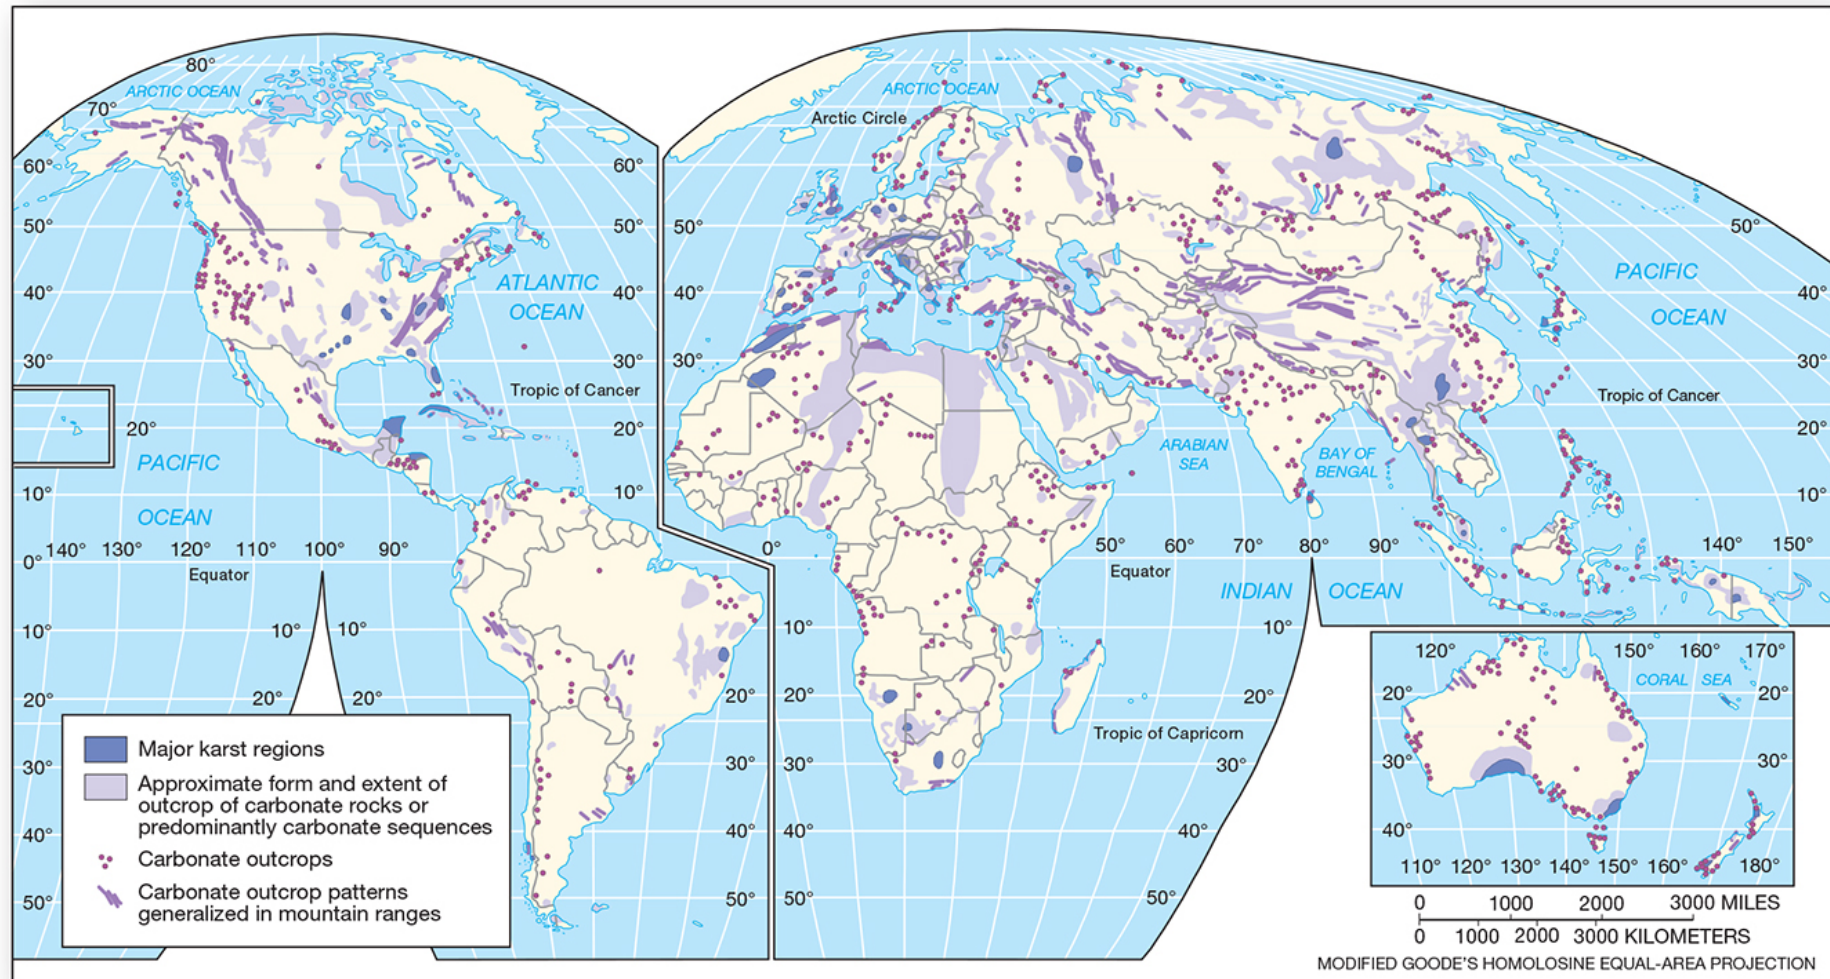 80°
ARCTIC OCEAN
70°
60°
60°
50°
50°
40°
40°
30°
30°
ATLANTIC
OCEAN
Tropic of Cancer
20°
20°
PACIFIC
OCEAN
10°
10°
140° 130° 120° 110° 100° 90°
0°
Equator
10°
10° 10°
20°
20° 20°
20°
30°
30°
40°
40°
50°
50°
ARCTIC OCEAN
Arctic Circle
50°
50°
40°
40°
PACIFIC
OCEAN
30°
30°
Tropic of Cancer
20°
ARABIAN
SEA
BAY OF
BENGAL
10°
0° 50° 60° 70° 80° 90° 140° 150°
Equator
INDIAN OCEAN
10° 10°
20° 20°
Tropic of Capricorn
30° 30°
40° 40°
50° 50°
120° 150° 160° 170°
CORAL SEA
20° 20°
30° 30°
40° 40°
110° 120° 130° 140° 150° 160° 180°
Major karst regions
Approximate form and extent of
outcrop of carbonate rocks or
predominantly carbonate sequences
Carbonate outcrops
Carbonate outcrop patterns
generalized in mountain ranges
0 1000 2000 3000 MILES
0 1000 2000 3000 KILOMETERS
MODIFIED GOODE'S HOMOLOSINE EQUAL-AREA PROJECTION